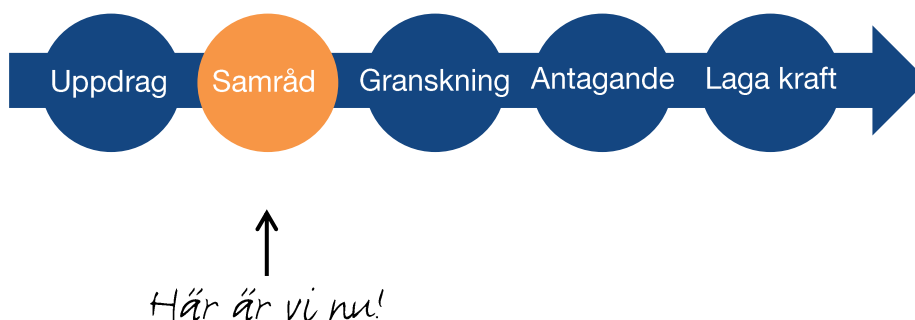 Uppdrag Samråd Granskning Antagande Laga kraft
Här är vi nu!